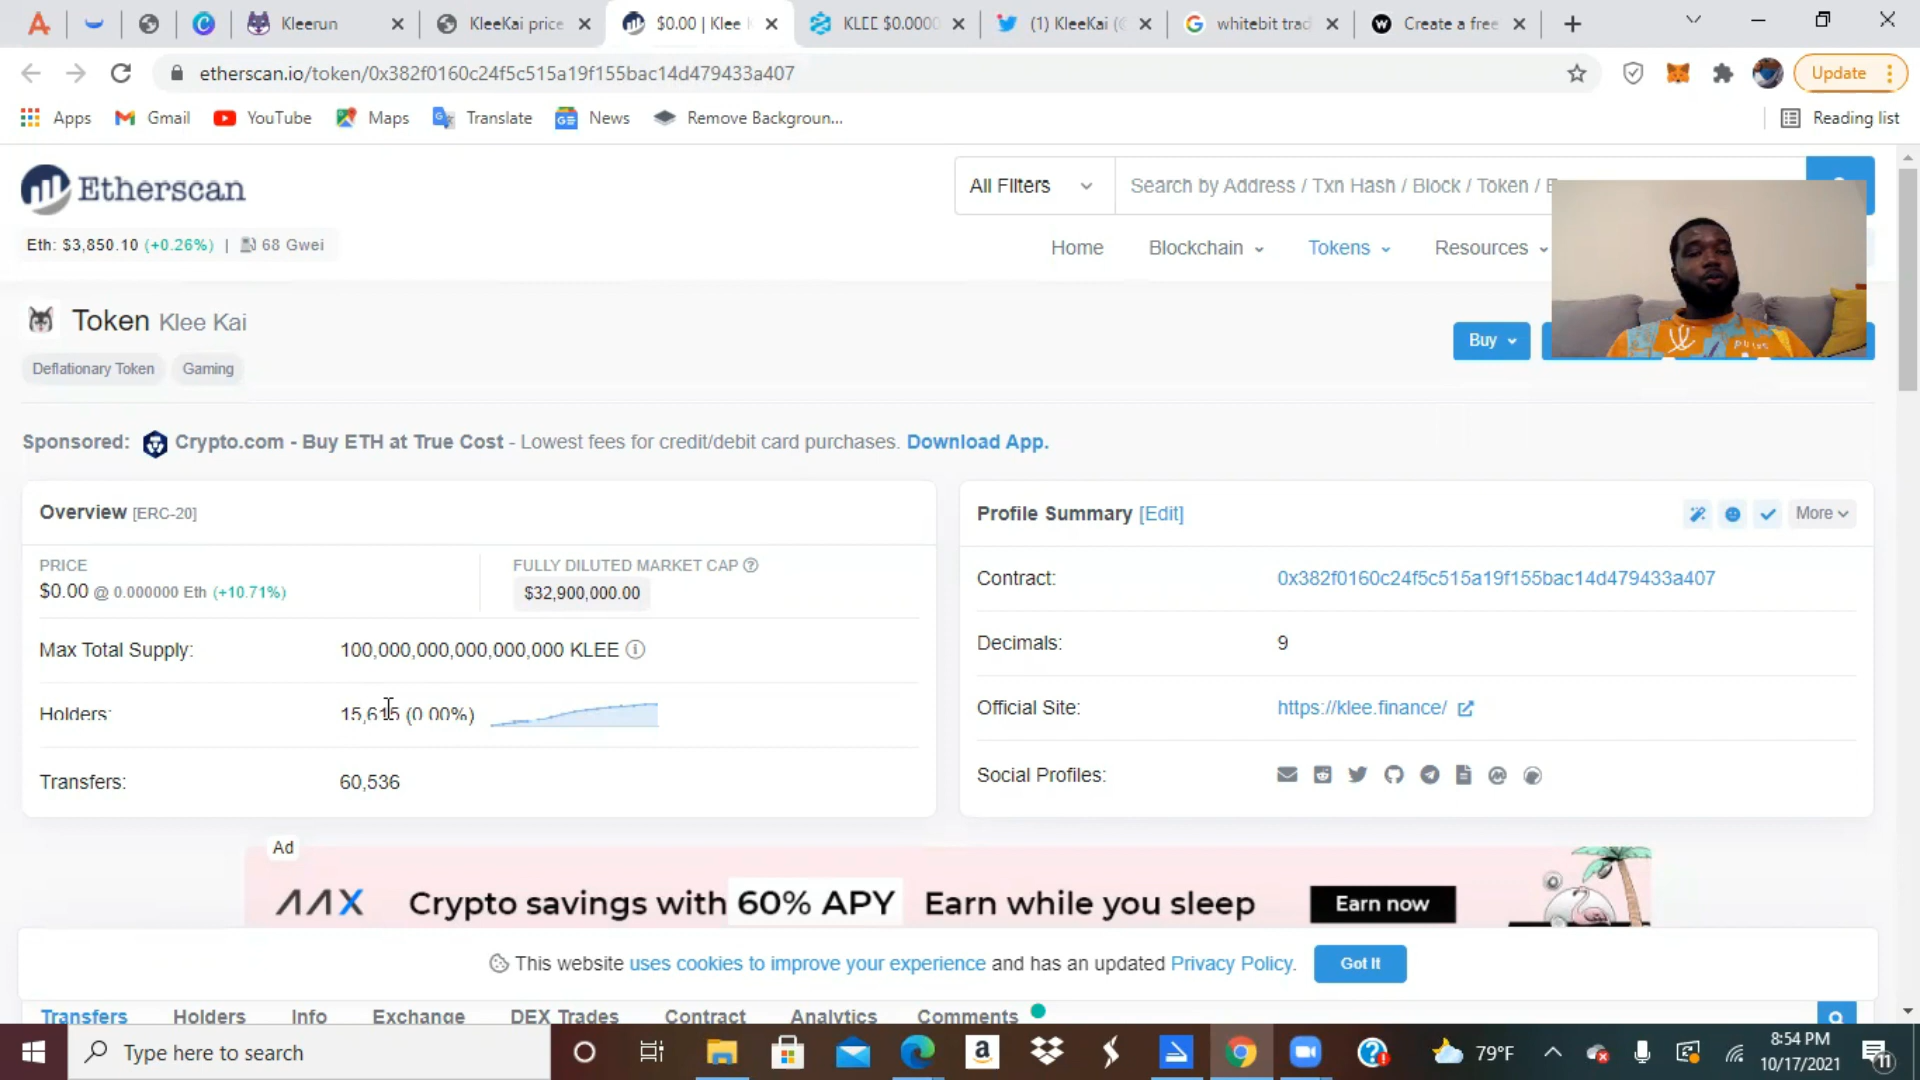 Kleerun
KleeKai price
$0.00 | Klee
KLEE $0.0000
(1) KleeKai (
whitebit trad
Create a free
etherscan.io/token/0x382f0160c24f5c515a19f155bac14d479433a407
Update
Apps
Gmail
YouTube
Maps
Translate
News
Remove Backgroun...
Reading list
Etherscan
All Filters
Search by Address / Txn Hash / Block / Token /
Eth: $3,850.10 (+0.26%) | 68 Gwei
Home
Blockchain
Tokens
Resources
Token Klee Kai
Buy
Deflationary Token
Gaming
Sponsored: Crypto.com - Buy ETH at True Cost - Lowest fees for credit/debit card purchases. Download App.
Overview [ERC-20]
PRICE
$0.00 @ 0.000000 Eth (+10.71%)
FULLY DILUTED MARKET CAP
$32,900,000.00
Max Total Supply: 100,000,000,000,000,000 KLEE
Holders: 15,615 (0.00%)
Transfers: 60,536
Profile Summary [Edit]
More
Contract: 0x382f0160c24f5c515a19f155bac14d479433a407
Decimals: 9
Official Site: https://klee.finance/
Social Profiles:
Ad
AAX Crypto savings with 60% APY Earn while you sleep Earn now
This website uses cookies to improve your experience and has an updated Privacy Policy. Got It
Transfers
Holders
Info
Exchange
DEX Trades
Contract
Analytics
Comments
Type here to search
79°F
8:54 PM
10/17/2021
11